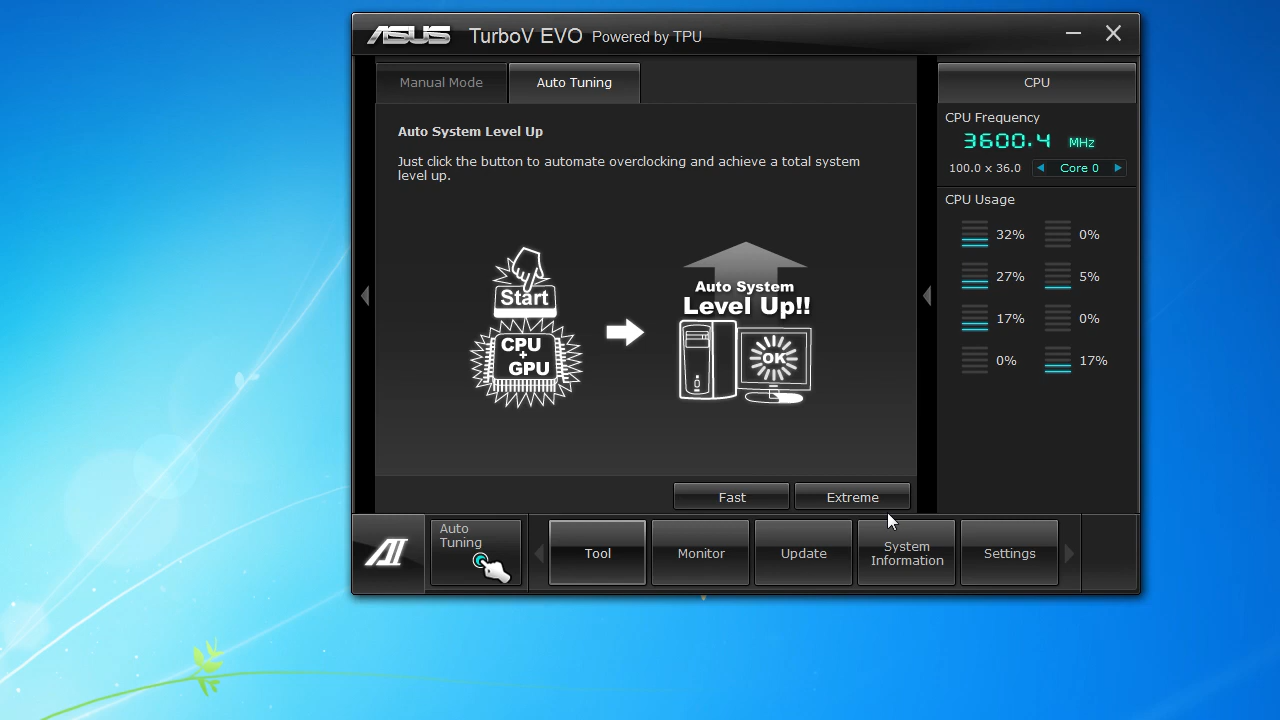 ASUS TurboV EVO Powered by TPU
Manual Mode
Auto Tuning
Auto System Level Up
Just click the button to automate overclocking and achieve a total system
level up.
Start
CPU
+
GPU
Auto System
Level Up!!
OK
Fast
Extreme
CPU
CPU Frequency
3600.4 MHz
100.0 x 36.0 Core 0
CPU Usage
32% 0%
27% 5%
17% 0%
0% 17%
AI
Auto
Tuning
Tool
Monitor
Update
System
Information
Settings